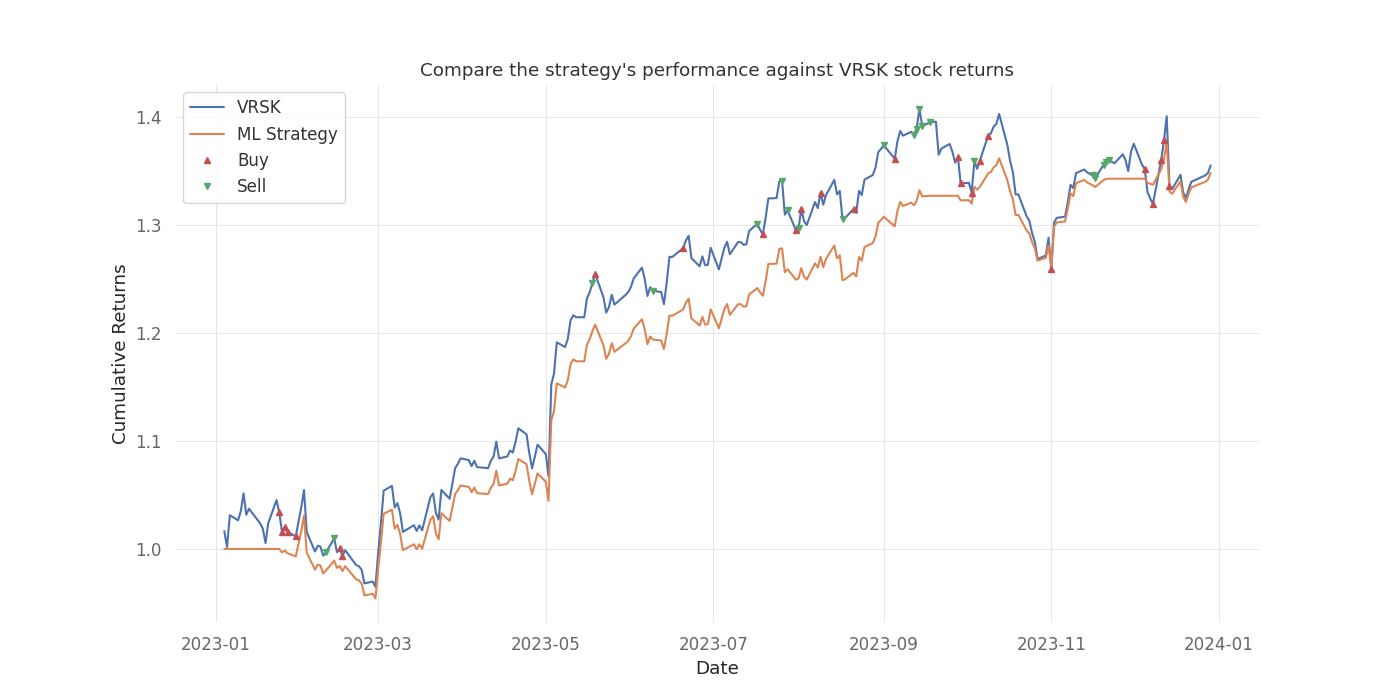 Compare the strategy's performance against VRSK stock returns
VRSK
ML Strategy
Buy
Sell
Cumulative Returns
1.4
1.3
1.2
1.1
1.0
2023-01
2023-03
2023-05
2023-07
2023-09
2023-11
2024-01
Date